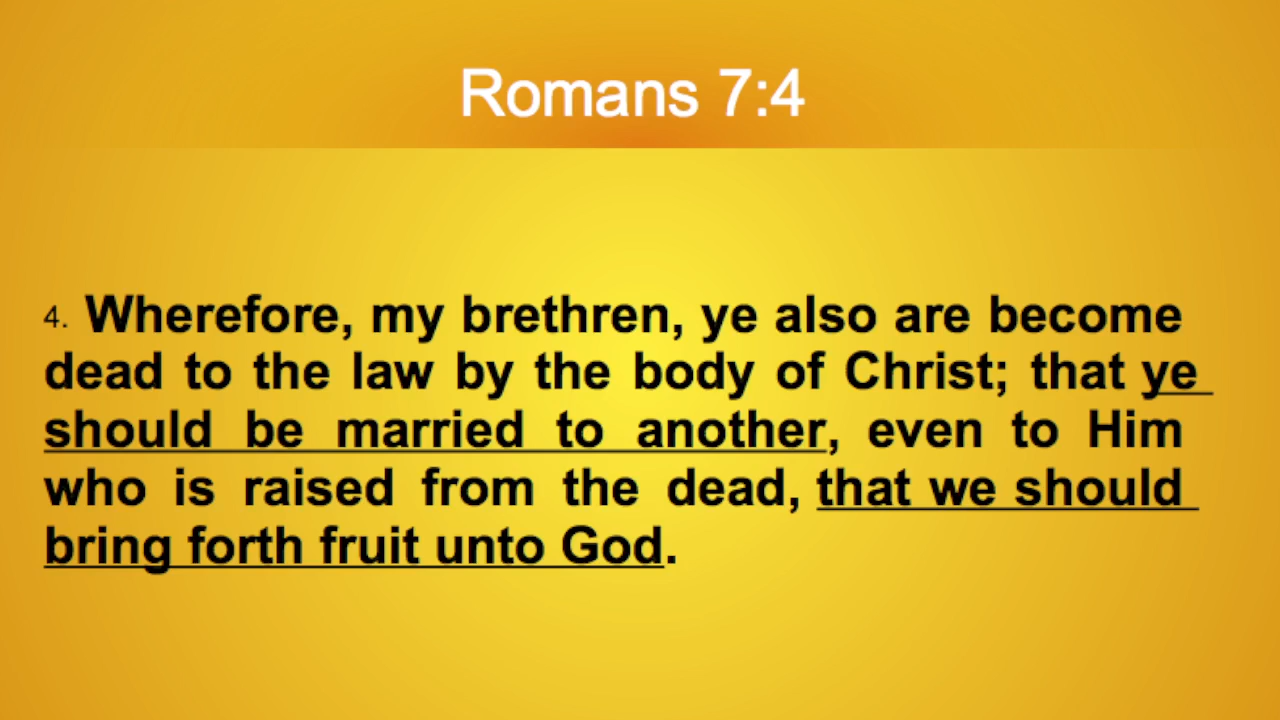 Romans 7:4
4. Wherefore, my brethren, ye also are become
dead to the law by the body of Christ; that ye
should be married to another, even to Him
who is raised from the dead, that we should
bring forth fruit unto God.